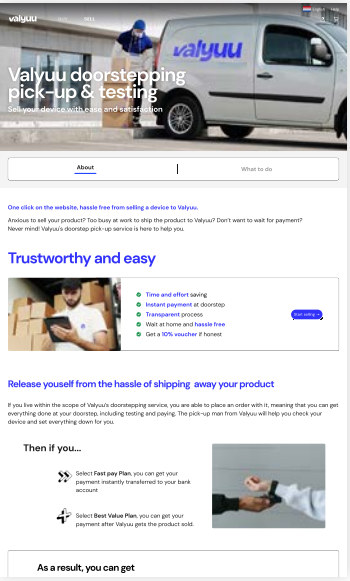 valyuu
SELL
valyuu
Valyuu doorstepping
pick-up & testing
Sell your device with ease and satisfaction
About
What to do
One click on the website, hassle free from selling a device to Valyuu.
Anxious to sell your product? Too busy at work to ship the product to Valyuu? Don't want to wait for payment?
Never mind! Valyuu's doorstep pick-up service is here to help you.
Trustworthy and easy
Time and effort saving
Instant payment at doorstep
Transparent process
Wait at home and hassle free
Get a 10% voucher if honest
Start selling →
Release youself from the hassle of shipping away your product
If you live within the scope of Valyuu's doorstepping service, you are able to place an order with it, meaning that you can get
everything done at your doorstep, including testing and paying. The pick-up man from Valyuu will help you check your
device and set everything down for you.
Then if you...
Select Fast pay Plan, you can get your
payment instantly transferred to your bank
account
Select Best Value Plan, you can get your
payment after Valyuu gets the product sold.
As a result, you can get